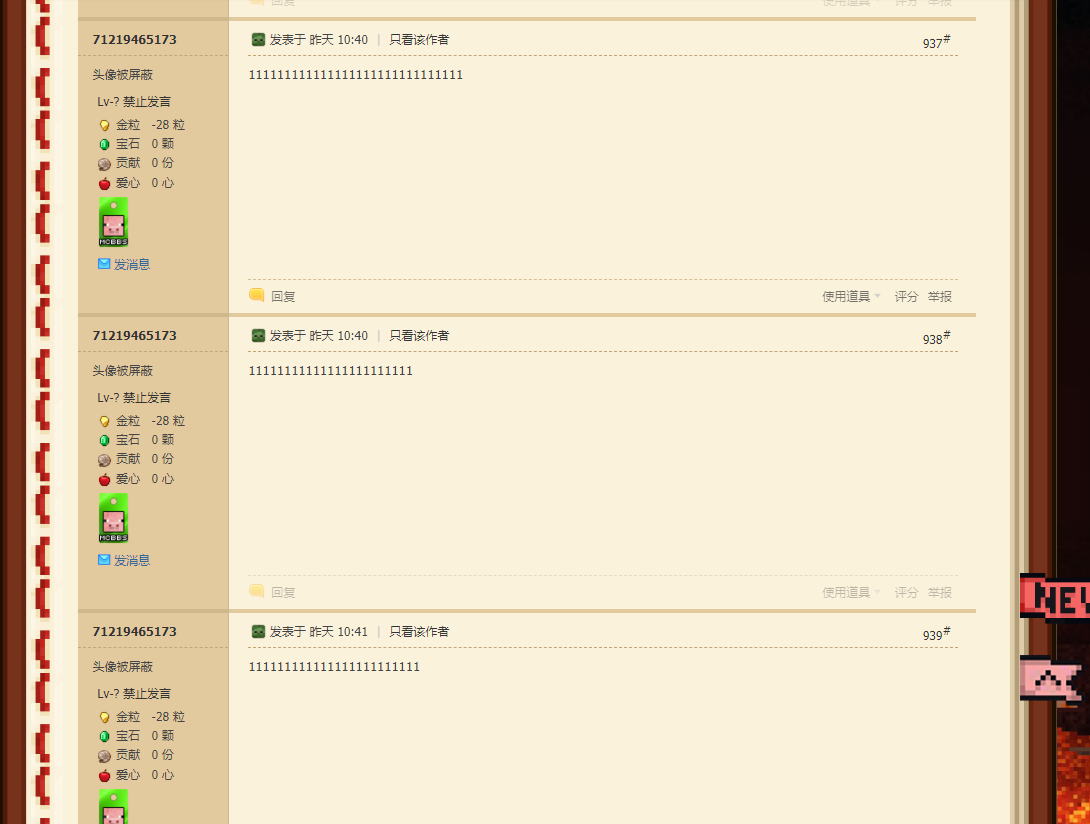 回复 使用道具 评分 举报
71219465173
发表于 昨天 10:40 | 只看该作者
937#
头像被屏蔽
Lv-? 禁止发言
金粒 -28 粒
宝石 0 颗
贡献 0 份
爱心 0 心
MCBBS
发消息
111111111111111111111111111111
回复 使用道具 评分 举报
71219465173
发表于 昨天 10:40 | 只看该作者
938#
头像被屏蔽
Lv-? 禁止发言
金粒 -28 粒
宝石 0 颗
贡献 0 份
爱心 0 心
MCBBS
发消息
11111111111111111111111
回复 使用道具 评分 举报
71219465173
发表于 昨天 10:41 | 只看该作者
939#
头像被屏蔽
Lv-? 禁止发言
金粒 -28 粒
宝石 0 颗
贡献 0 份
爱心 0 心
111111111111111111111111